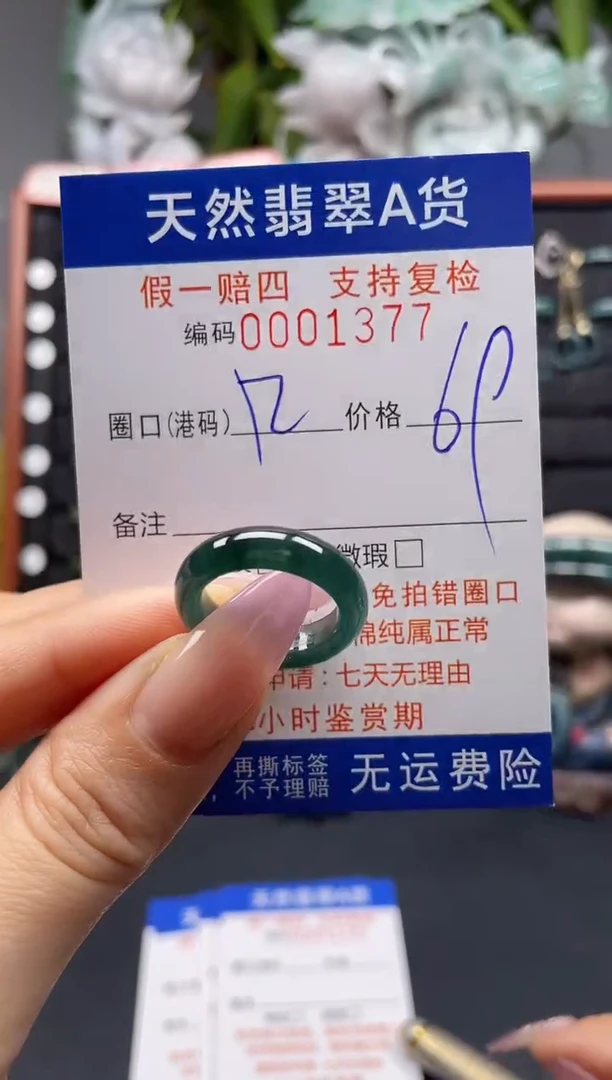 天然翡翠A货
假一赔四 支持复检
编码0001377
圈口(港码) 12 价格 69
备注
微瑕□
免拍错圈口
棉纯属正常
申请:七天无理由
小时鉴赏期
再撕标签
,不予理赔
无运费险